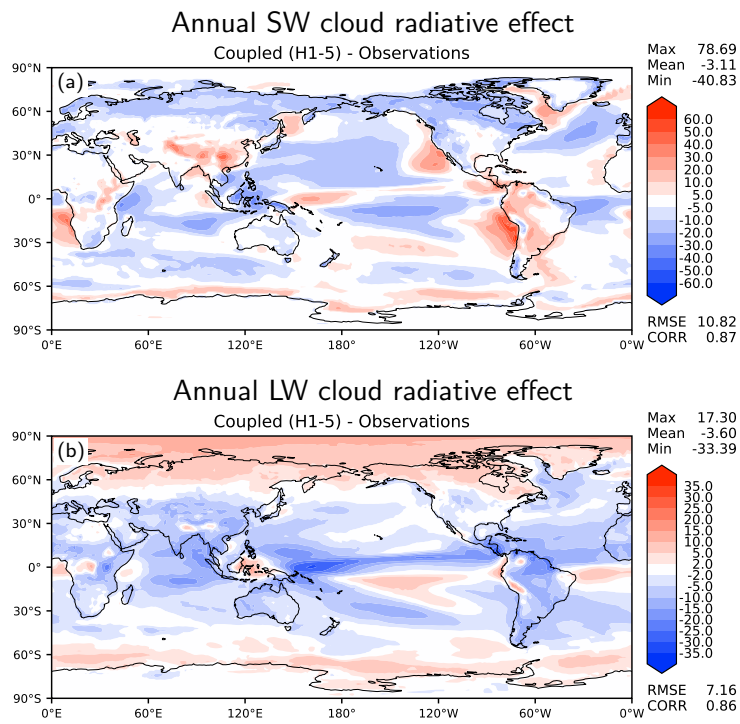 Annual SW cloud radiative effect
Coupled (H1-5) - Observations
Max 78.69
Mean -3.11
Min -40.83
(a)
90°N
60°N
30°N
0°
30°S
60°S
90°S
0°E 60°E 120°E 180° 120°W 60°W 0°W
60.0
50.0
40.0
30.0
20.0
10.0
5.0
-5.0
-10.0
-20.0
-30.0
-40.0
-50.0
-60.0
RMSE 10.82
CORR 0.87
Annual LW cloud radiative effect
Coupled (H1-5) - Observations
Max 17.30
Mean -3.60
Min -33.39
(b)
90°N
60°N
30°N
0°
30°S
60°S
90°S
0°E 60°E 120°E 180° 120°W 60°W 0°W
35.0
25.0
20.0
15.0
10.0
5.0
2.0
-2.0
-5.0
-10.0
-15.0
-20.0
-25.0
-35.0
RMSE 7.16
CORR 0.86